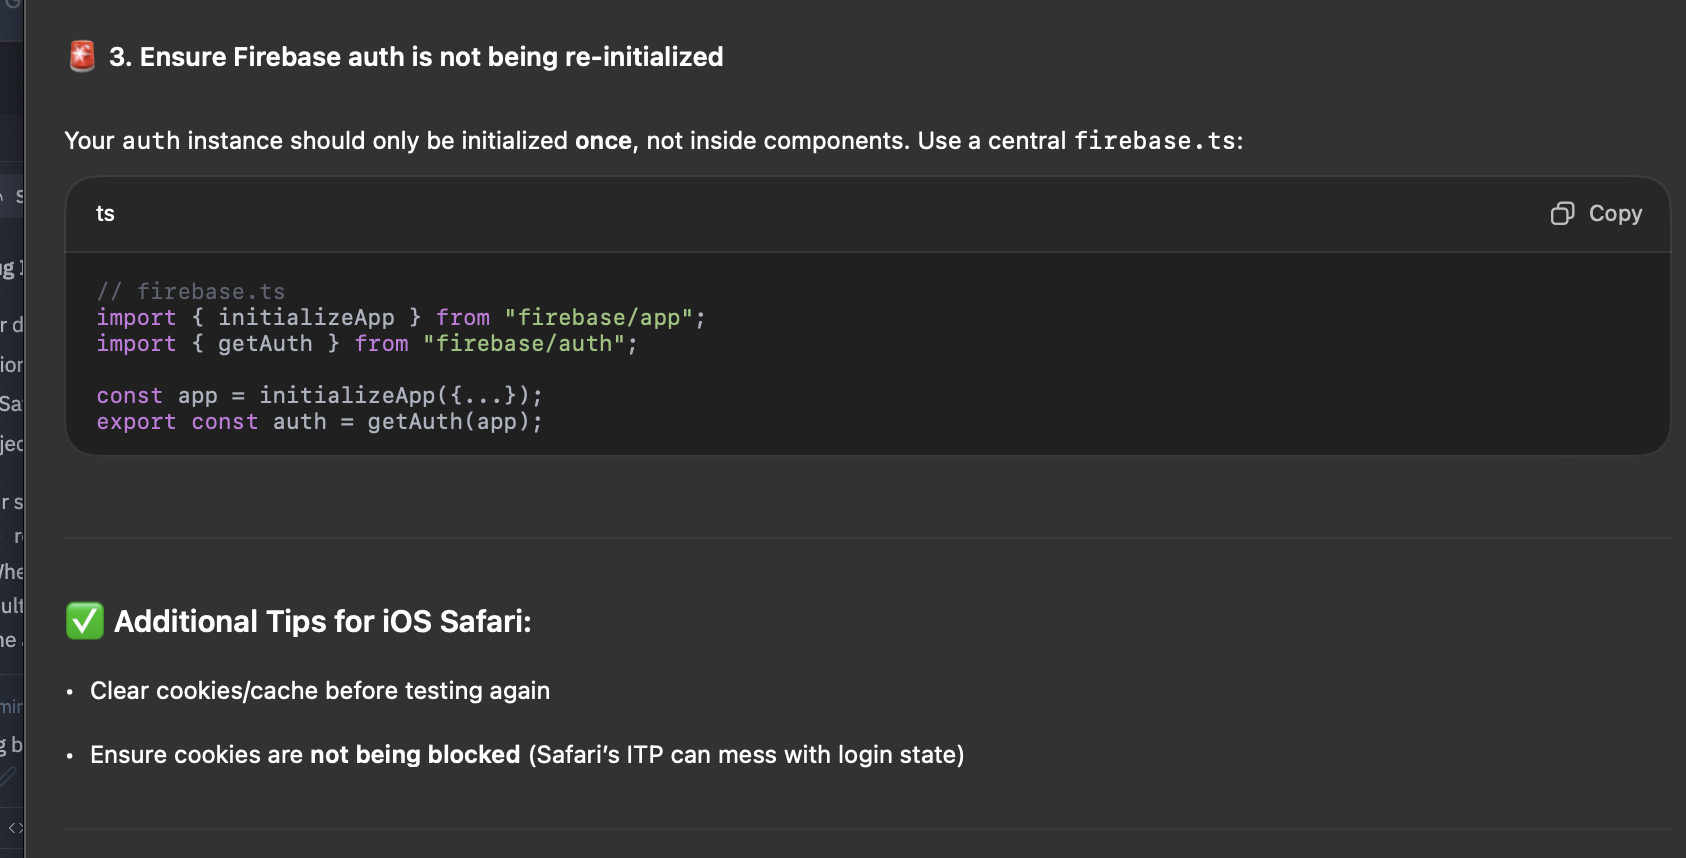 🚨 3. Ensure Firebase auth is not being re-initialized
Your auth instance should only be initialized once, not inside components. Use a central firebase.ts:
ts
Copy
// firebase.ts
import { initializeApp } from "firebase/app";
import { getAuth } from "firebase/auth";
const app = initializeApp({...});
export const auth = getAuth(app);
✅ Additional Tips for iOS Safari:
• Clear cookies/cache before testing again
• Ensure cookies are not being blocked (Safari’s ITP can mess with login state)